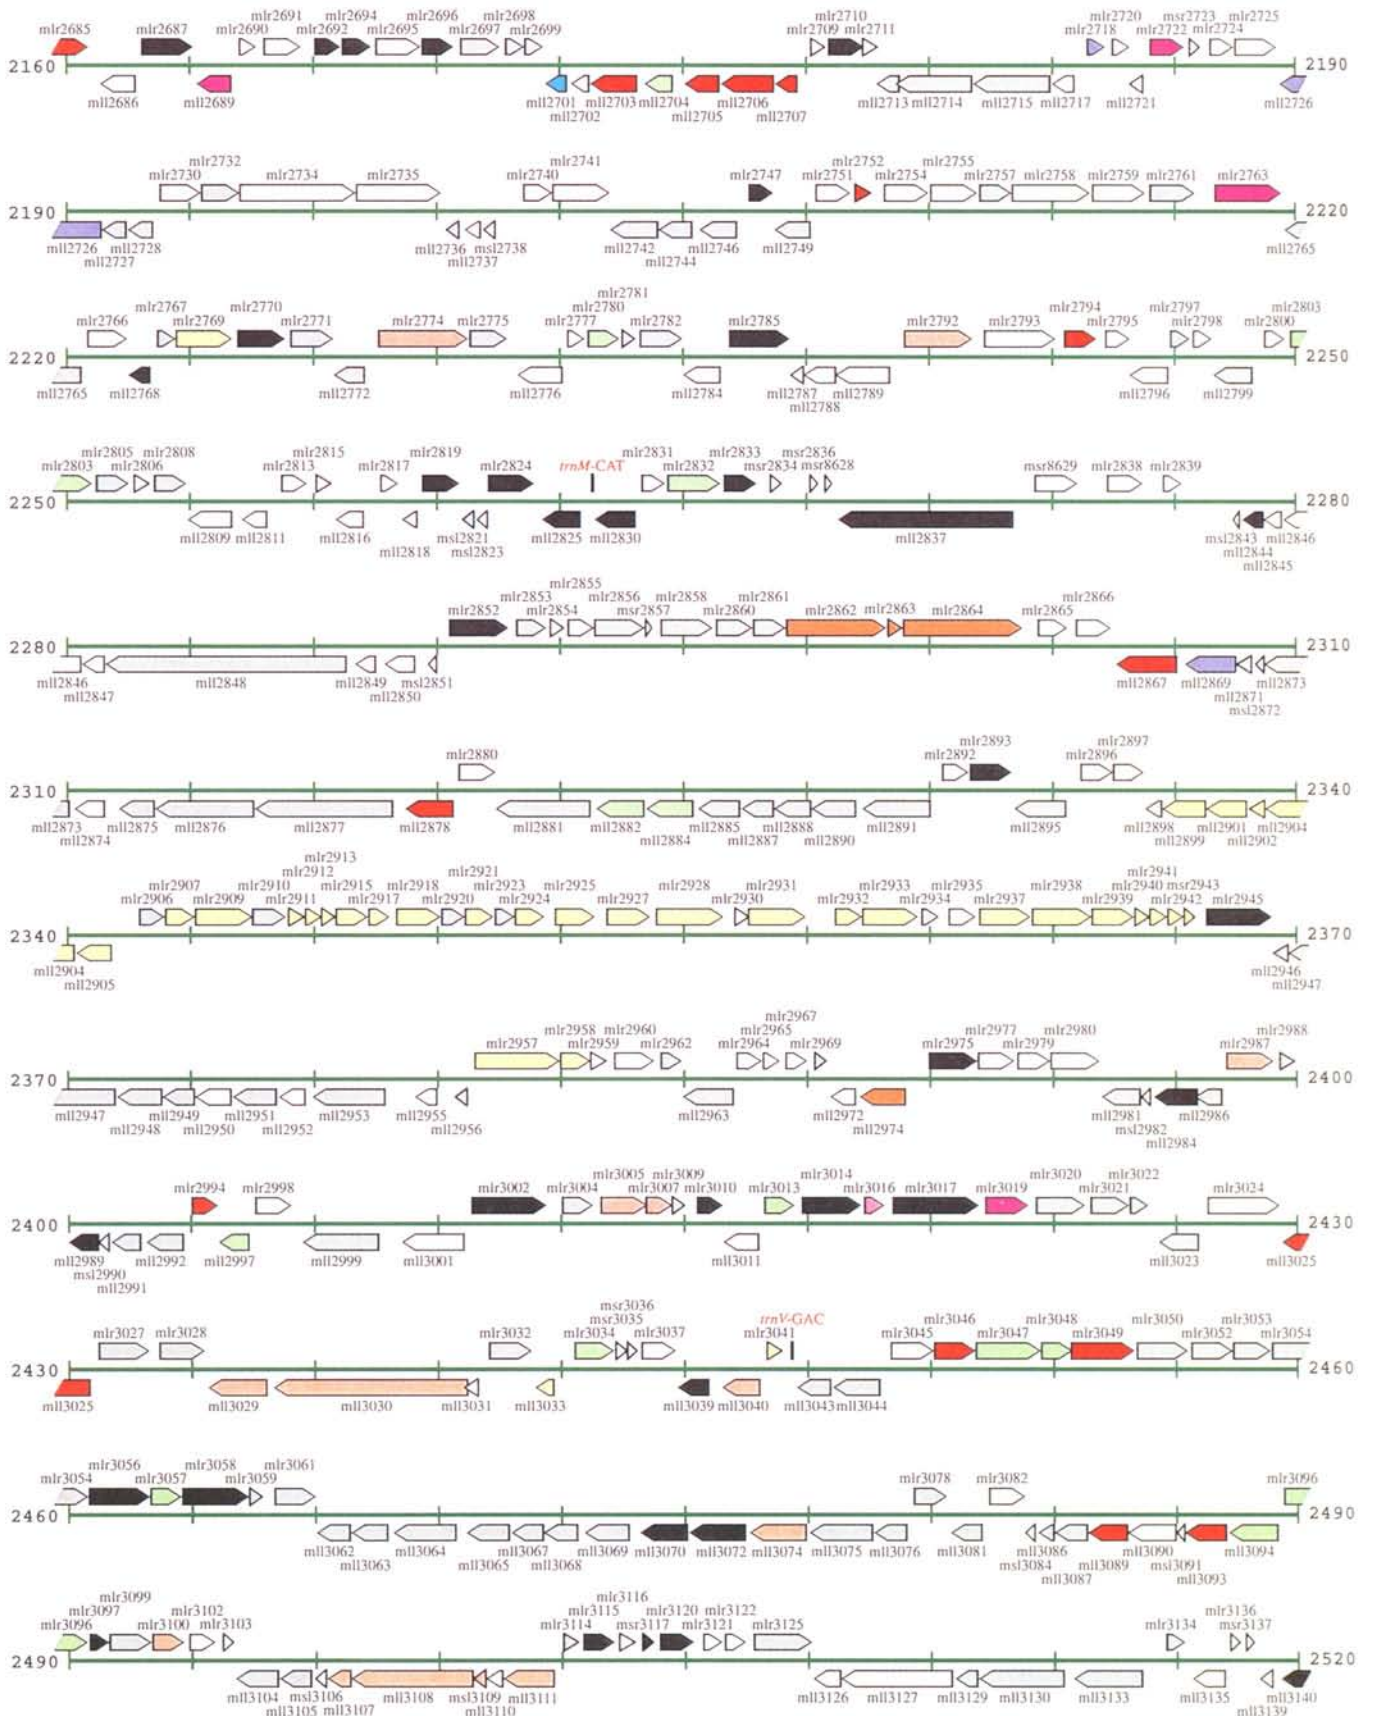 mlr2691 mlr2694 mlr2696 mlr2698 mlr2710 mlr2720 msr2723 mlr2725
mlr2685 mlr2687 mlr2690 mlr2692 mlr2695 mlr2697 mlr2699 mlr2709 mlr2711 mlr2718 mlr2722 mlr2724
2160 2190
mll2686 mll2689 mll2701 mll2703 mll2704 mll2706 mll2713 mll2715 mll2717 mll2721 mll2726
mll2702 mll2705 mll2707 mll2714
mlr2732 mlr2741 mlr2752 mlr2755
mlr2730 mlr2734 mlr2735 mlr2740 mlr2747 mlr2751 mlr2754 mlr2757 mlr2758 mlr2759 mlr2761 mlr2763
2190 2220
mll2726 mll2728 mll2736 msl2738 mll2742 mll2746 mll2749 mll2765
mll2727 mll2737 mll2744
mlr2781
mlr2767 mlr2770 mlr2780 mlr2794 mlr2797 mlr2803
mlr2766 mlr2769 mlr2771 mlr2774 mlr2775 mlr2777 mlr2782 mlr2785 mlr2792 mlr2793 mlr2795 mlr2798 mlr2800
2220 2250
mll2765 mll2768 mll2772 mll2776 mll2784 mll2787 mll2789 mll2796 mll2799
mll2788
mlr2805 mlr2808 mlr2815 mlr2819 mlr2831 mlr2833 msr2836
mlr2803 mlr2806 mlr2813 mlr2817 mlr2824 trnM-CAT mlr2832 msr2834 msr8628 msr8629 mlr2838 mlr2839
2250 2280
mll2809 mll2811 mll2816 mll2818 msl2821 mll2825 mll2830 mll2837 msl2843 mll2846
msl2823 mll2844
mll2845
mlr2855
mlr2853 mlr2856 mlr2858 mlr2861 mlr2866
mlr2852 mlr2854 msr2857 mlr2860 mlr2862 mlr2863 mlr2864 mlr2865
2280 2310
mll2846 mll2848 mll2849 msl2851 mll2867 mll2869 mll2873
mll2847 mll2850 mll2871
msl2872
mlr2893 mlr2897
mlr2880 mlr2892 mlr2896
2310 2340
mll2873 mll2875 mll2876 mll2877 mll2878 mll2881 mll2882 mll2885 mll2888 mll2891 mll2895 mll2898 mll2901 mll2904
mll2874 mll2884 mll2887 mll2890 mll2899 mll2902
mlr2913
mlr2912 mlr2921 mlr2941
mlr2907 mlr2910 mlr2915 mlr2918 mlr2923 mlr2925 mlr2928 mlr2931 mlr2933 mlr2935 mlr2938 mlr2940 msr2943
mlr2906 mlr2909 mlr2911 mlr2917 mlr2920 mlr2924 mlr2927 mlr2930 mlr2932 mlr2934 mlr2937 mlr2939 mlr2942 mlr2945
2340 2370
mll2904 mll2946
mll2905 mll2947
mlr2967
mlr2958 mlr2960 mlr2965 mlr2977 mlr2980 mlr2988
mlr2957 mlr2959 mlr2962 mlr2964 mlr2969 mlr2975 mlr2979 mlr2987
2370 2400
mll2947 mll2949 mll2951 mll2953 mll2955 mll2963 mll2972 mll2981 mll2986
mll2948 mll2950 mll2952 mll2956 mll2974 msl2982
mll2984
mlr3005 mlr3009 mlr3014 mlr3020 mlr3022
mlr2994 mlr2998 mlr3002 mlr3004 mlr3007 mlr3010 mlr3013 mlr3016 mlr3017 mlr3019 mlr3021 mlr3024
2400 2430
mll2989 mll2992 mll2997 mll2999 mll3001 mll3011 mll3023 mll3025
msl2990
mll2991
msr3036
msr3035 trnV-GAC mlr3046 mlr3048 mlr3050 mlr3053
mlr3027 mlr3028 mlr3032 mlr3034 mlr3037 mlr3041 mlr3045 mlr3047 mlr3049 mlr3052 mlr3054
2430 2460
mll3025 mll3029 mll3030 mll3031 mll3033 mll3039 mll3040 mll3043 mll3044
mlr3056 mlr3058 mlr3061
mlr3054 mlr3057 mlr3059 mlr3078 mlr3082 mlr3096
2460 2490
mll3062 mll3064 mll3067 mll3069 mll3070 mll3072 mll3074 mll3075 mll3076 mll3081 mll3086 mll3090 mll3094
mll3063 mll3065 mll3068 msl3084 mll3089 msl3091
mll3087 mll3093
mlr3099 mlr3116
mlr3097 mlr3102 mlr3115 mlr3120 mlr3122 mlr3136
mlr3096 mlr3100 mlr3103 mlr3114 msr3117 mlr3121 mlr3125 mlr3134 msr3137
2490 2520
mll3104 msl3106 mll3108 msl3109 mll3111 mll3126 mll3127 mll3129 mll3130 mll3133 mll3135 mll3140
mll3105 mll3107 mll3110 mll3139